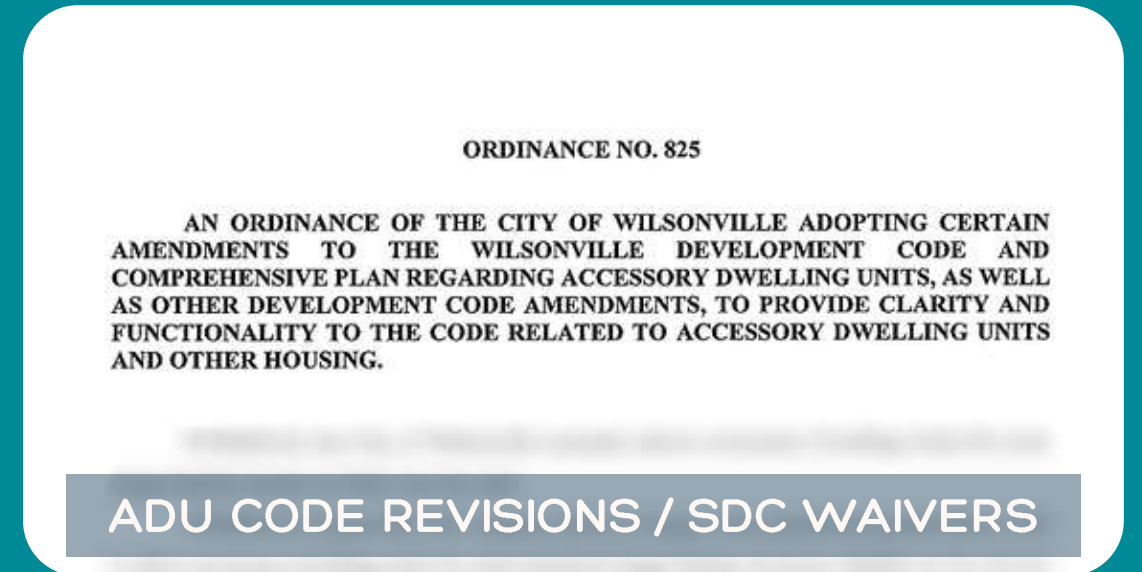 ORDINANCE NO. 825
AN ORDINANCE OF THE CITY OF WILSONVILLE ADOPTING CERTAIN
AMENDMENTS TO THE WILSONVILLE DEVELOPMENT CODE AND
COMPREHENSIVE PLAN REGARDING ACCESSORY DWELLING UNITS, AS WELL
AS OTHER DEVELOPMENT CODE AMENDMENTS, TO PROVIDE CLARITY AND
FUNCTIONALITY TO THE CODE RELATED TO ACCESSORY DWELLING UNITS
AND OTHER HOUSING.
ADU CODE REVISIONS / SDC WAIVERS